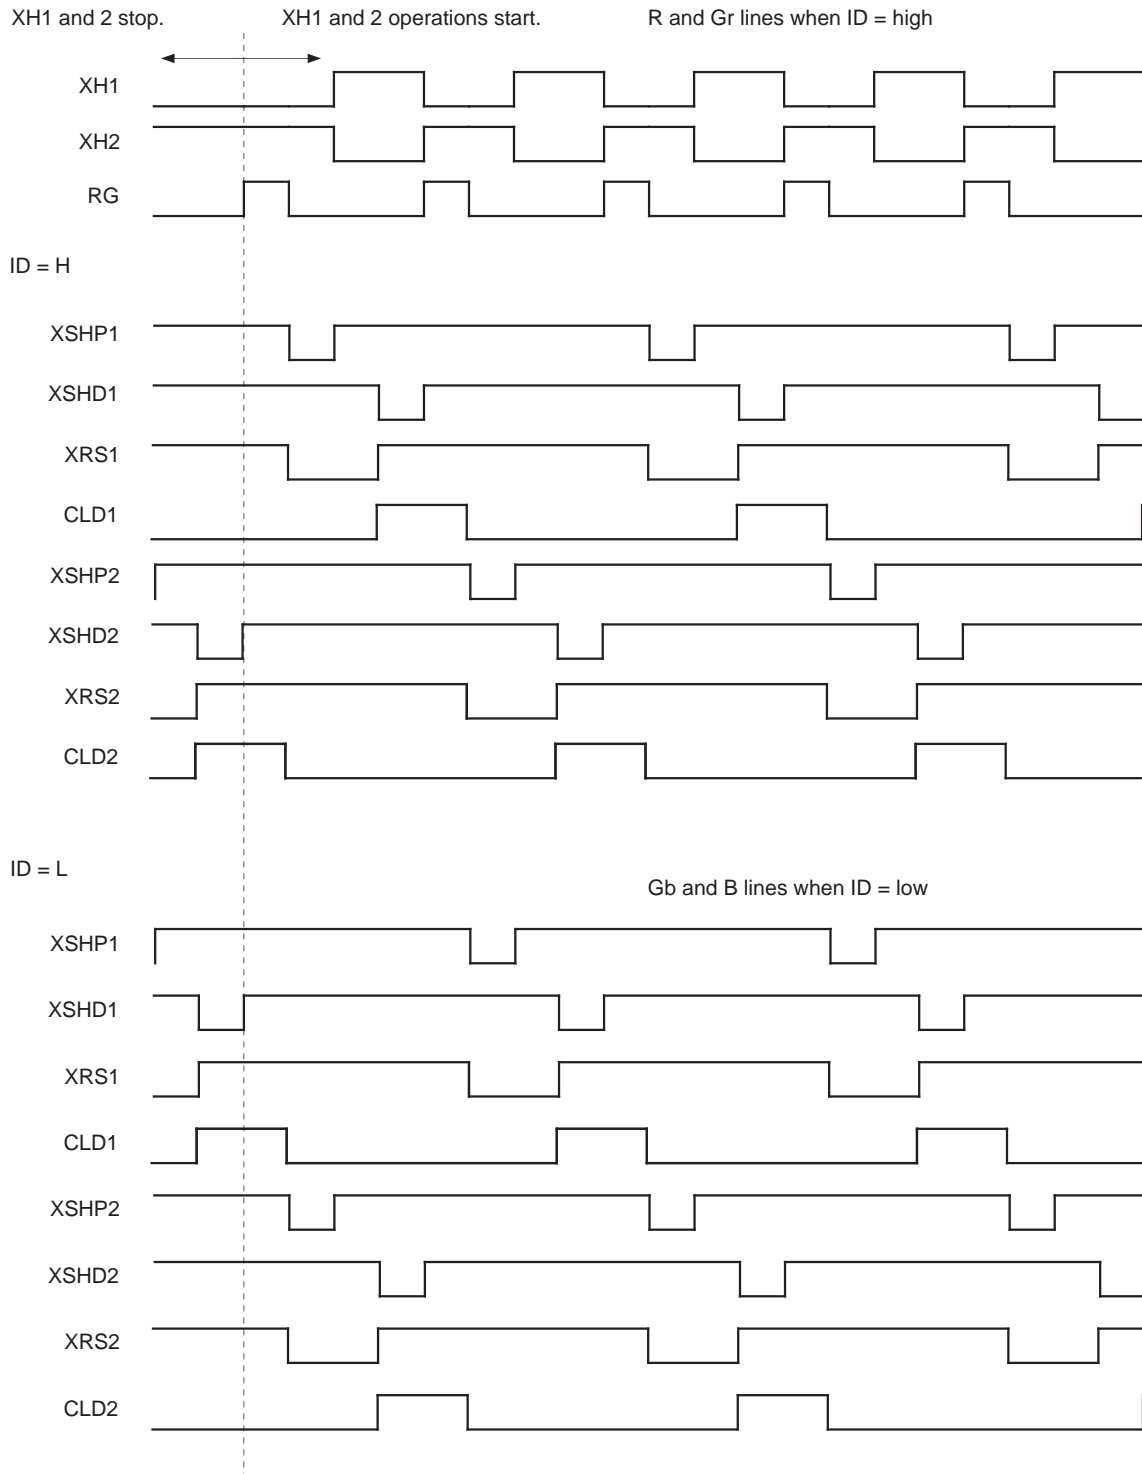 XH1 and 2 stop.
XH1 and 2 operations start.
R and Gr lines when ID = high
XH1
XH2
RG
ID = H
XSHP1
XSHD1
XRS1
CLD1
XSHP2
XSHD2
XRS2
CLD2
ID = L
Gb and B lines when ID = low
XSHP1
XSHD1
XRS1
CLD1
XSHP2
XSHD2
XRS2
CLD2